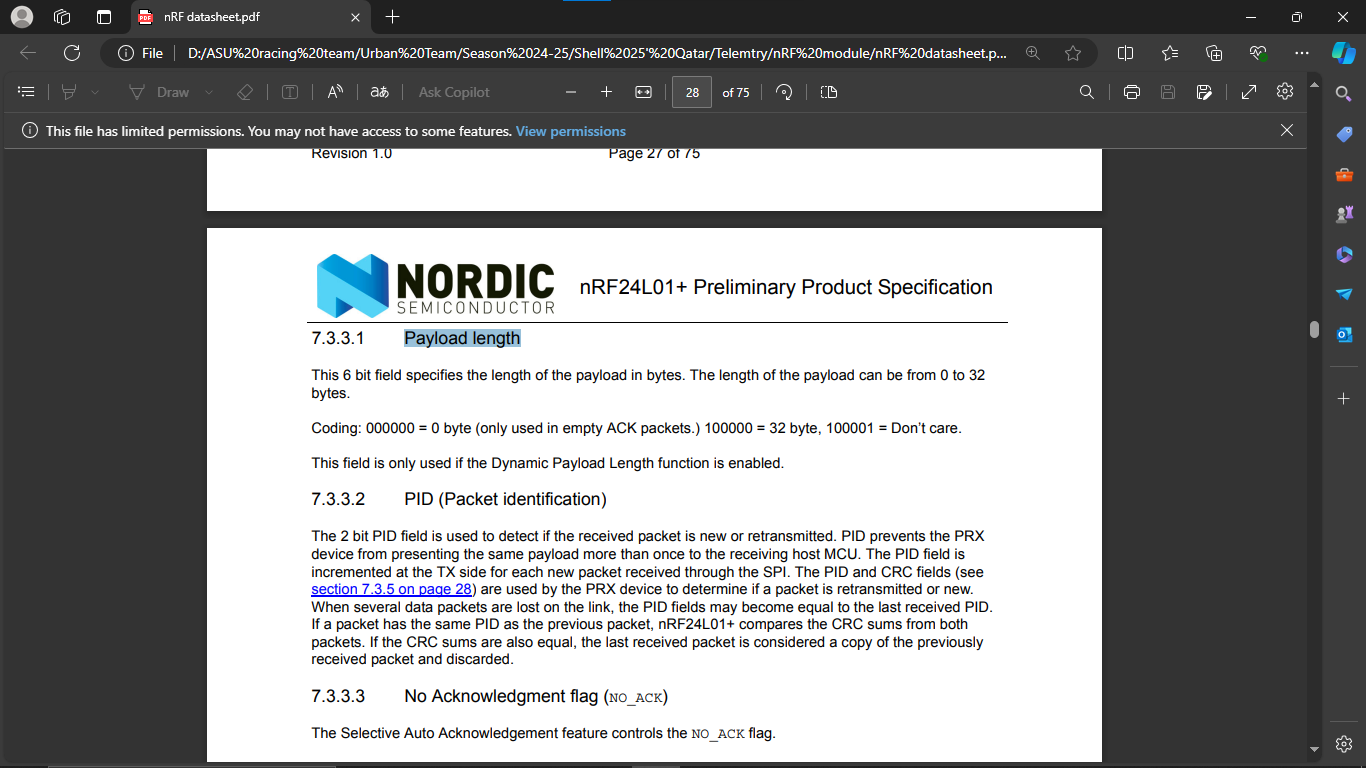 nRF datasheet.pdf
File
D:/ASU%20racing%20team/Urban%20Team/Season%2024-25/Shell%2025'%20Qatar/Telemtry/nRF%20module/nRF%20datasheet.p...
Draw
aあ
Ask Copilot
28
of 75
This file has limited permissions. You may not have access to some features. View permissions
Revision 1.0
Page 27 of 75
NORDIC
SEMICONDUCTOR
nRF24L01+ Preliminary Product Specification
7.3.3.1 Payload length
This 6 bit field specifies the length of the payload in bytes. The length of the payload can be from 0 to 32
bytes.
Coding: 000000 = 0 byte (only used in empty ACK packets.) 100000 = 32 byte, 100001 = Don't care.
This field is only used if the Dynamic Payload Length function is enabled.
7.3.3.2 PID (Packet identification)
The 2 bit PID field is used to detect if the received packet is new or retransmitted. PID prevents the PRX
device from presenting the same payload more than once to the receiving host MCU. The PID field is
incremented at the TX side for each new packet received through the SPI. The PID and CRC fields (see
section 7.3.5 on page 28) are used by the PRX device to determine if a packet is retransmitted or new.
When several data packets are lost on the link, the PID fields may become equal to the last received PID.
If a packet has the same PID as the previous packet, nRF24L01+ compares the CRC sums from both
packets. If the CRC sums are also equal, the last received packet is considered a copy of the previously
received packet and discarded.
7.3.3.3 No Acknowledgment flag (NO_ACK)
The Selective Auto Acknowledgement feature controls the NO_ACK flag.